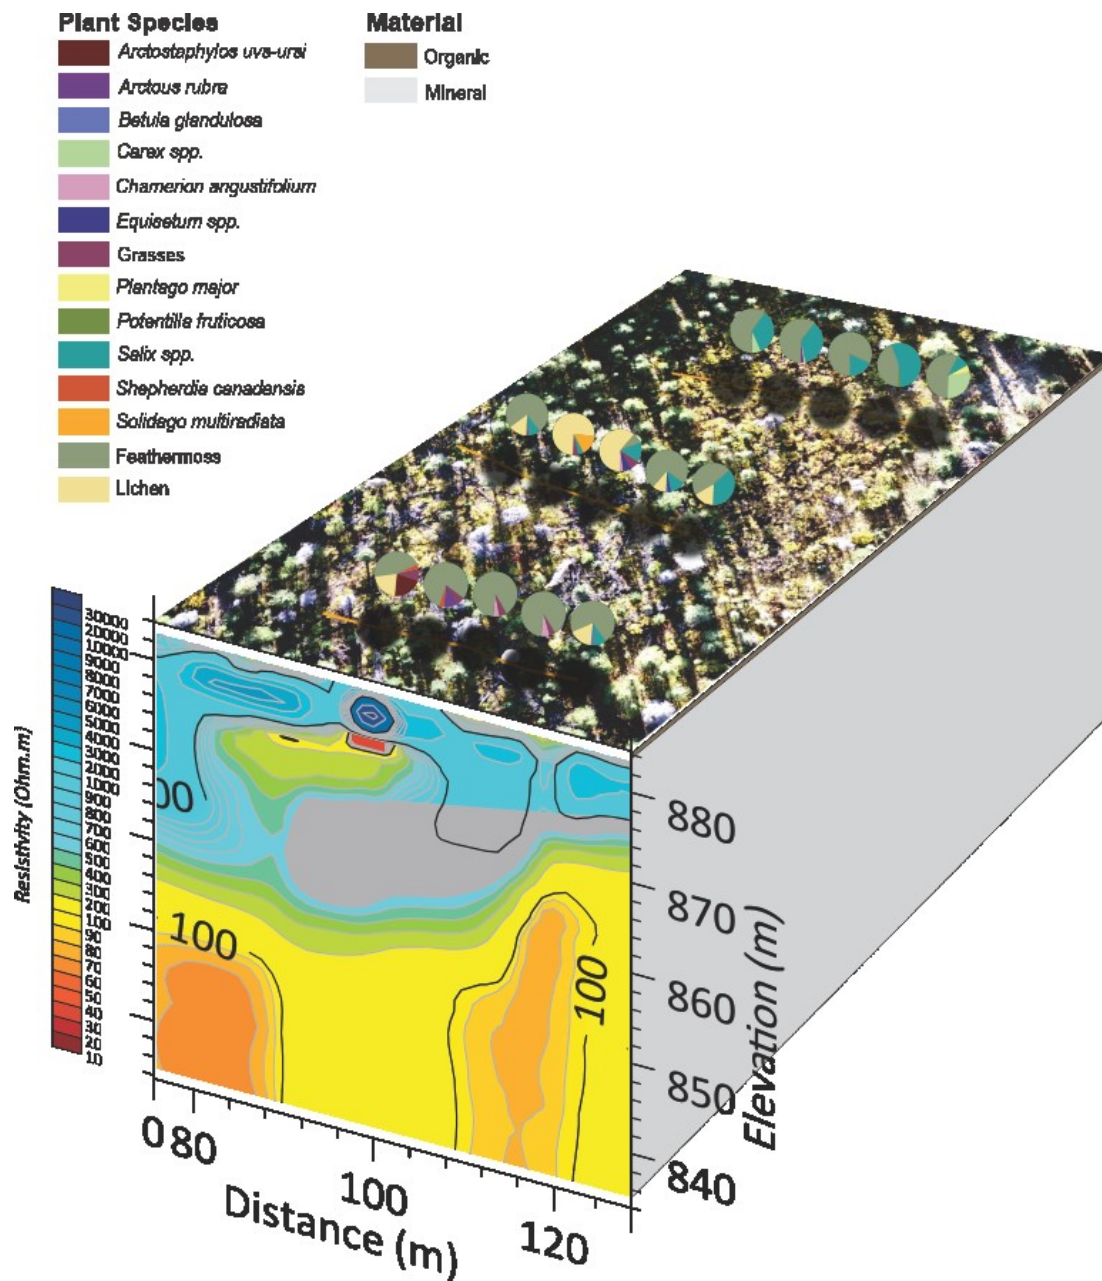 Plant Species
Arctostaphylos uva-ursi
Arctous rubra
Betula glandulosa
Carex spp.
Chamerion angustifolium
Equisetum spp.
Grasses
Plantago major
Potentilla fruticosa
Salix spp.
Shepherdia canadensis
Solidago multiradiata
Feathermoss
Lichen
Material
Organic
Mineral
Resistivity (Ohm.m)
30000
20000
10000
9000
8000
7000
6000
5000
4000
3000
2000
1000
900
800
700
600
500
400
300
200
100
90
80
70
60
50
40
30
20
10
00
100
100
880
870
860
850
840
Elevation (m)
0
80
100
120
Distance (m)